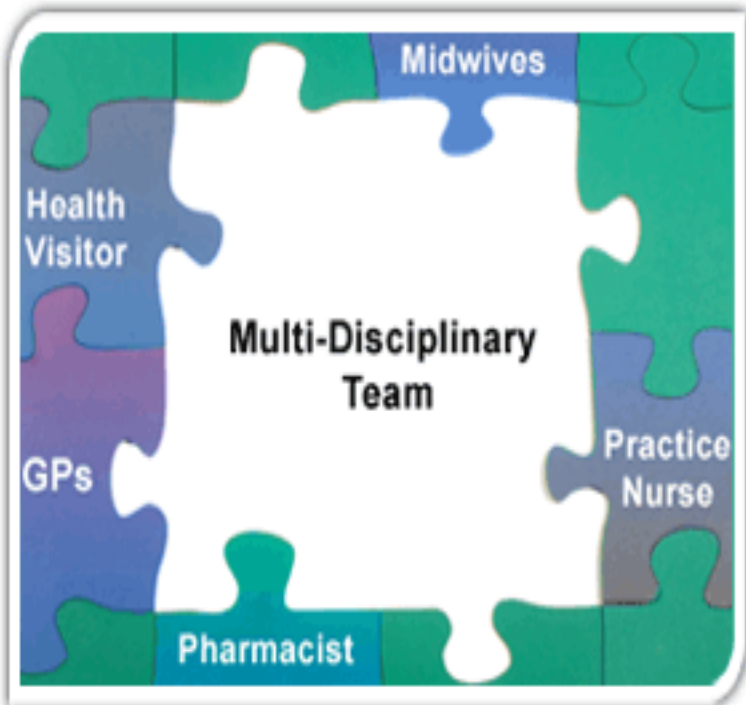 Midwives
Health
Visitor
Multi-Disciplinary
Team
GPs
Practice
Nurse
Pharmacist